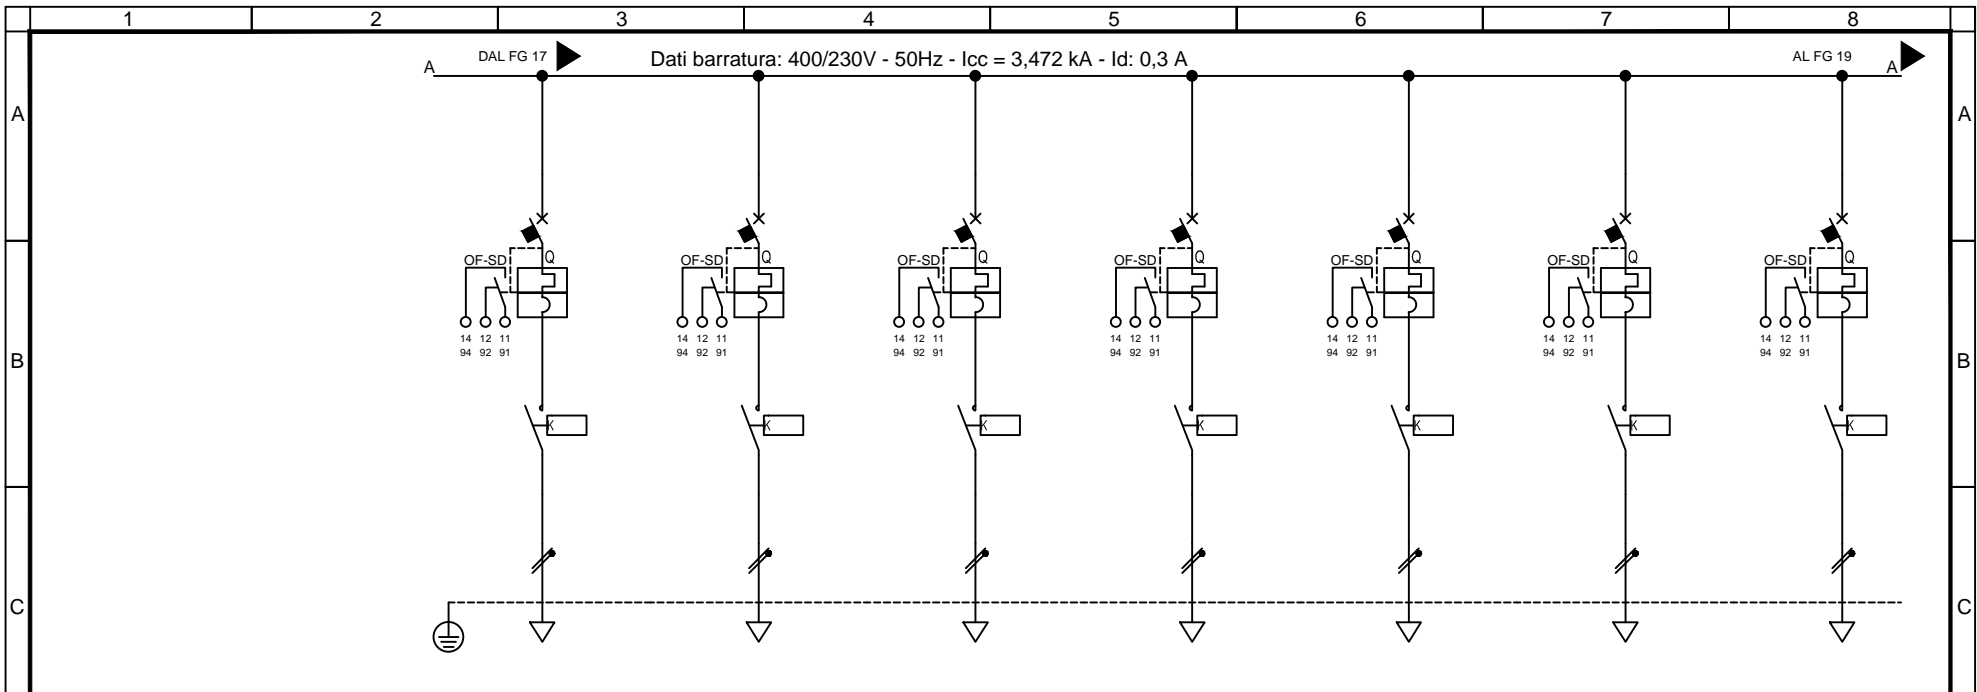 1 2 3 4 5 6 7 8
DAL FG 17 Dati barratura: 400/230V - 50Hz - Icc = 3,472 kA - Id: 0,3 A AL FG 19
A A
A A
Q Q Q Q Q Q Q
OF-SD OF-SD OF-SD OF-SD OF-SD OF-SD OF-SD
14 12 11 14 12 11 14 12 11 14 12 11 14 12 11 14 12 11 14 12 11
94 92 91 94 92 91 94 92 91 94 92 91 94 92 91 94 92 91 94 92 91
B B
K K K K K K K
C C